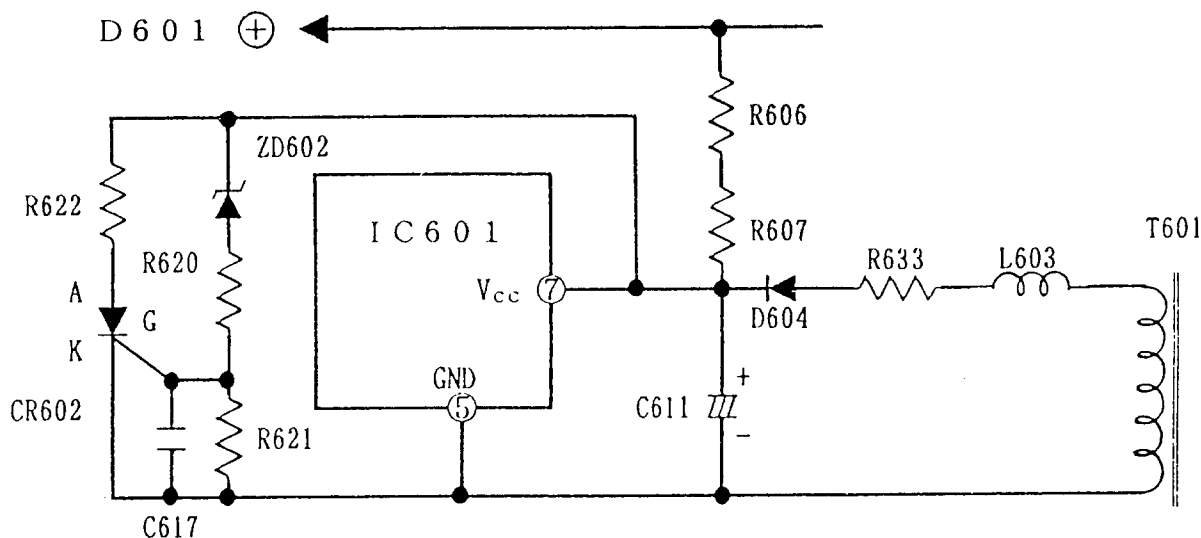 D601 ⊕
R606
ZD602
R622
IC601
R607
T601
R620
R633
L603
A
Vcc ⑦
G
D604
K
GND
+
CR602
⑤
C611
R621
−
C617